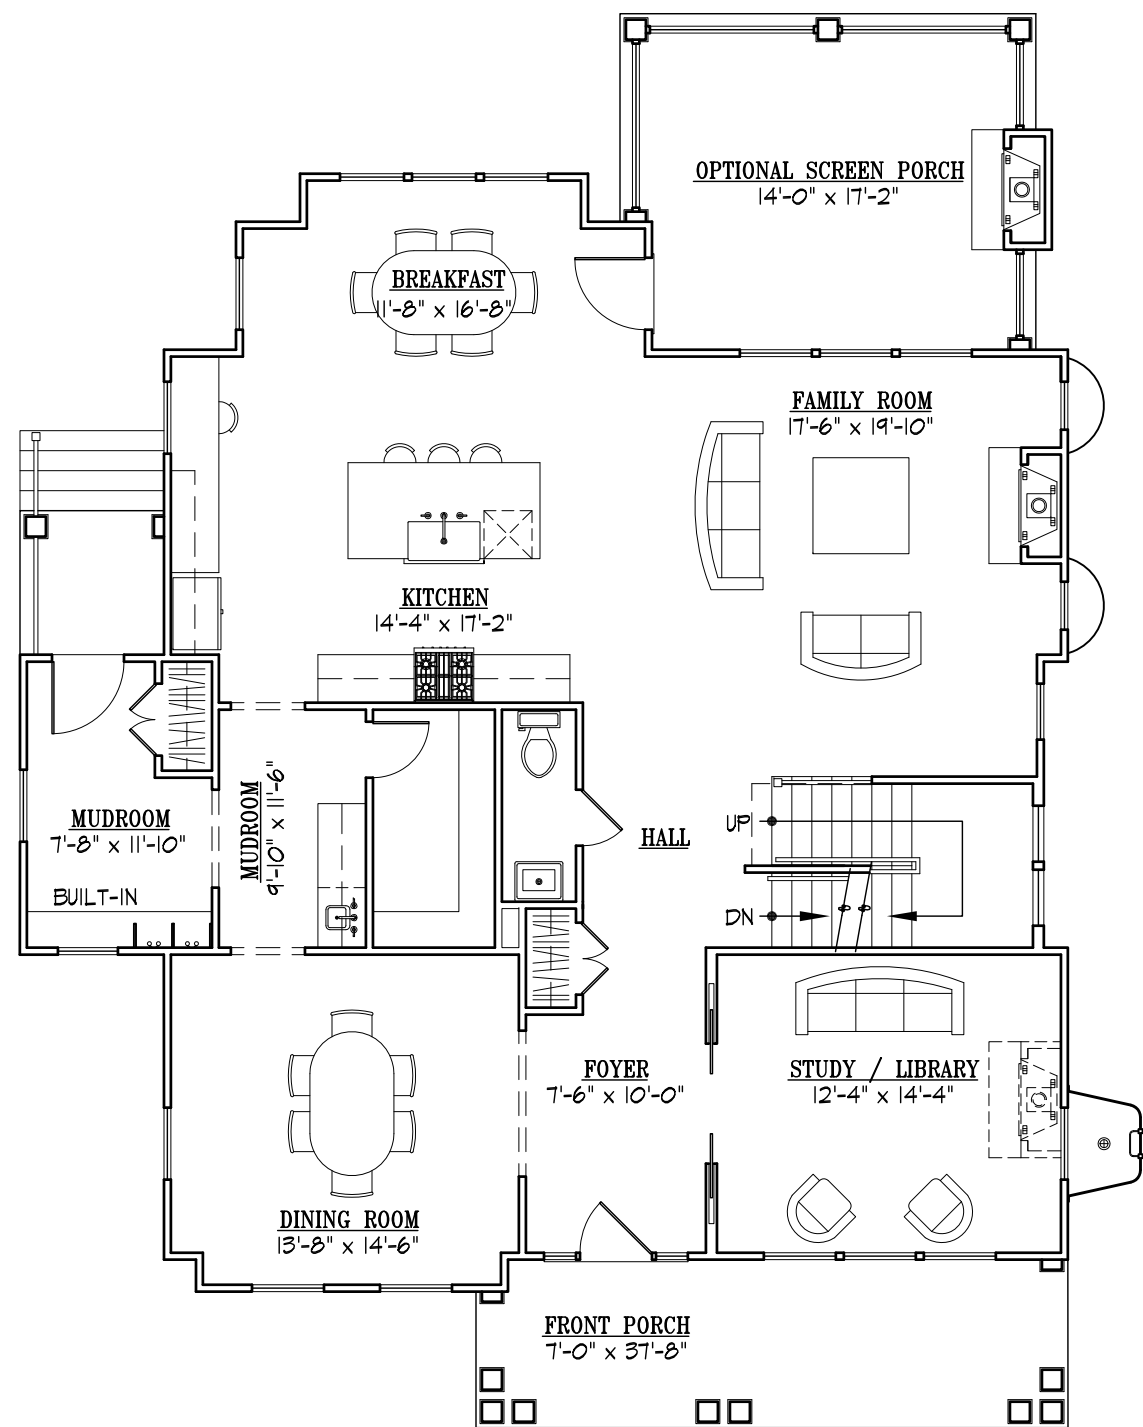 OPTIONAL SCREEN PORCH
14'-0" x 17'-2"
BREAKFAST
11'-8" x 16'-8"
FAMILY ROOM
17'-6" x 19'-10"
KITCHEN
14'-4" x 17'-2"
MUDROOM
7'-8" x 11'-10"
MUDROOM
9'-10" x 11'-6"
BUILT-IN
HALL
UP
DN
FOYER
7'-6" x 10'-0"
STUDY / LIBRARY
12'-4" x 14'-4"
DINING ROOM
13'-8" x 14'-6"
FRONT PORCH
7'-0" x 37'-8"